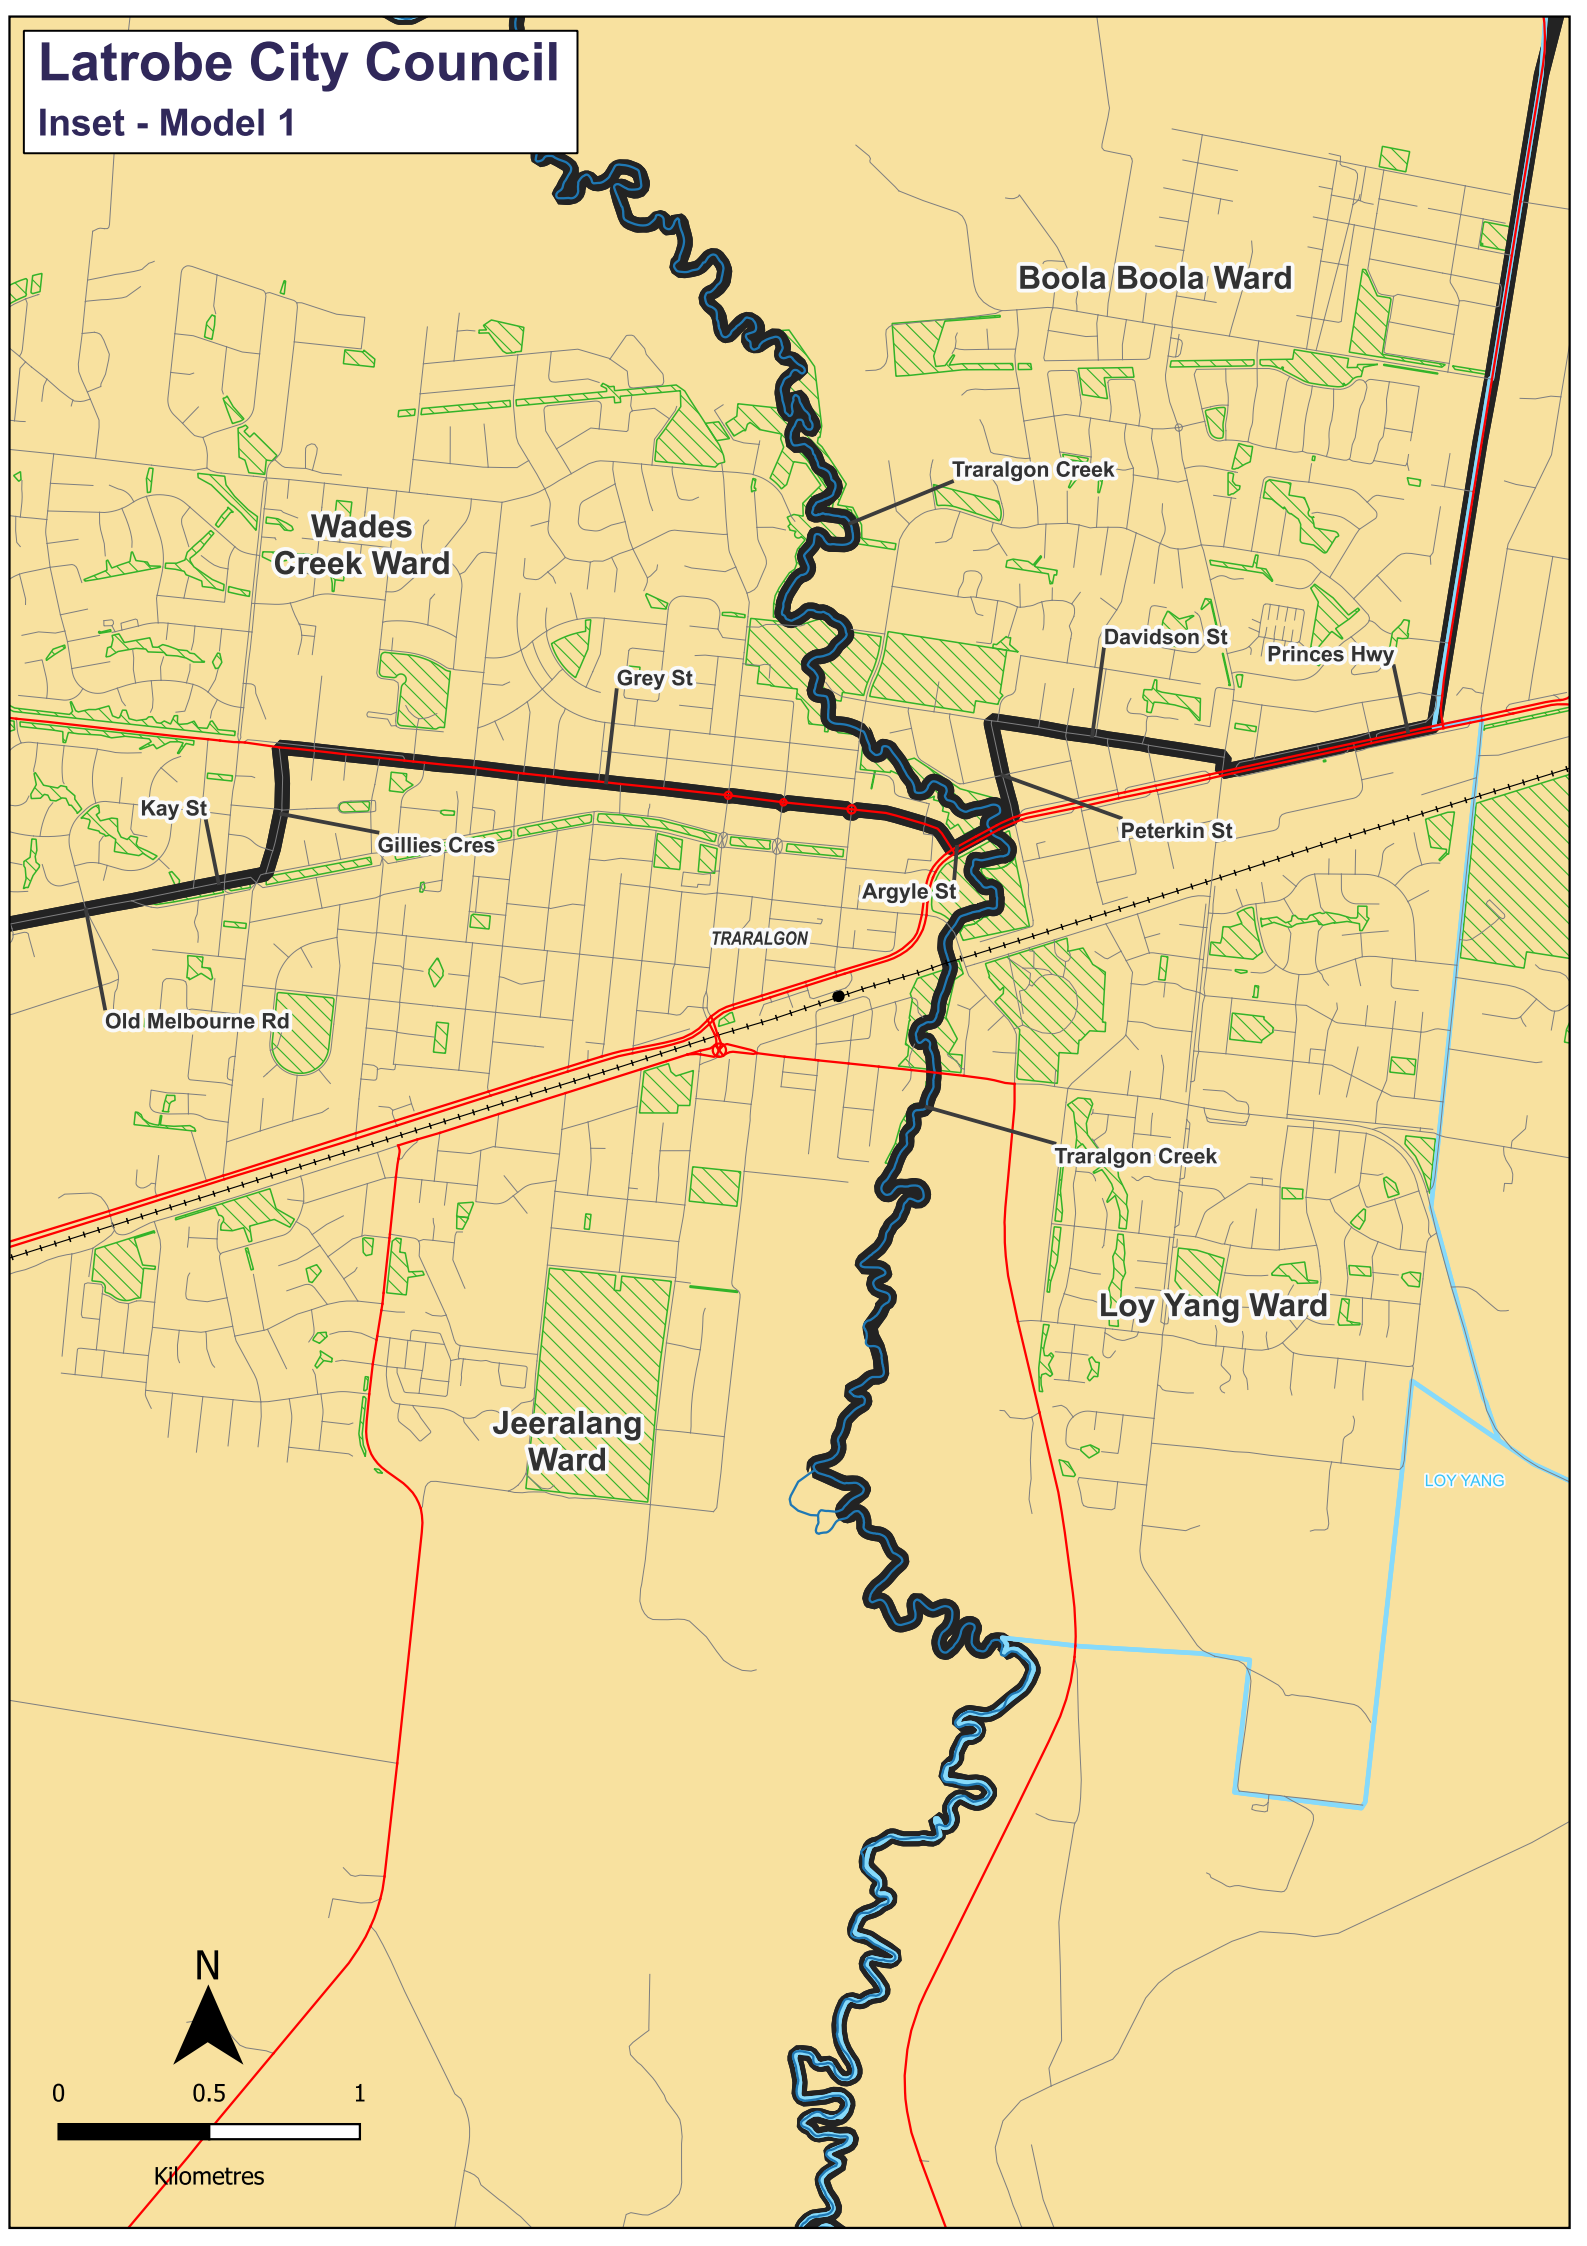 Latrobe City Council
Inset - Model 1
Boola Boola Ward
Traralgon Creek
Wades
Creek Ward
Davidson St
Princes Hwy
Grey St
Kay St
Gillies Cres
Peterkin St
Argyle St
TRARALGON
Old Melbourne Rd
Traralgon Creek
Loy Yang Ward
Jeeralang
Ward
LOY YANG
N
0 0.5 1
Kilometres